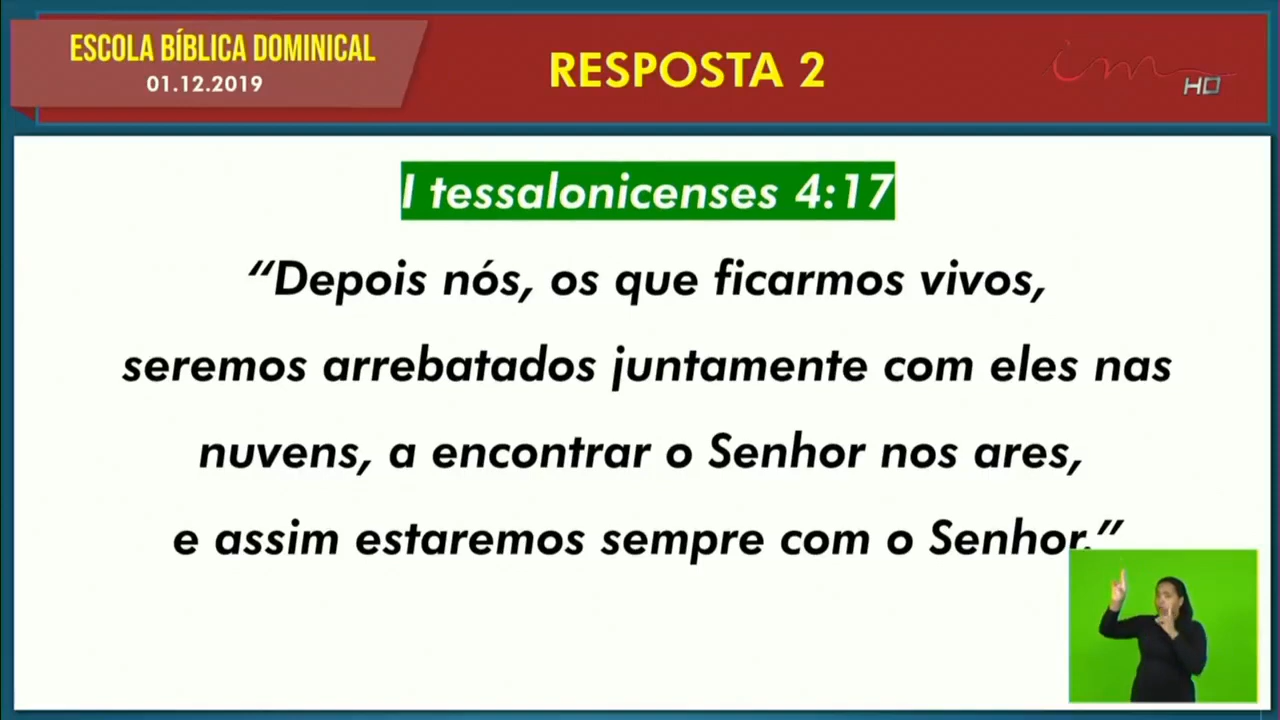 ESCOLA BÍBLICA DOMINICAL
01.12.2019
RESPOSTA 2
im
HD
I tessalonicenses 4:17
“Depois nós, os que ficarmos vivos,
seremos arrebatados juntamente com eles nas
nuvens, a encontrar o Senhor nos ares,
e assim estaremos sempre com o Senhor.”